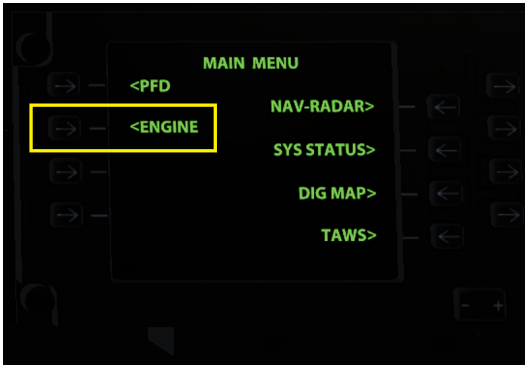 MAIN MENU
<PFD
NAV-RADAR>
<ENGINE
SYS STATUS>
DIG MAP>
TAWS>
- +